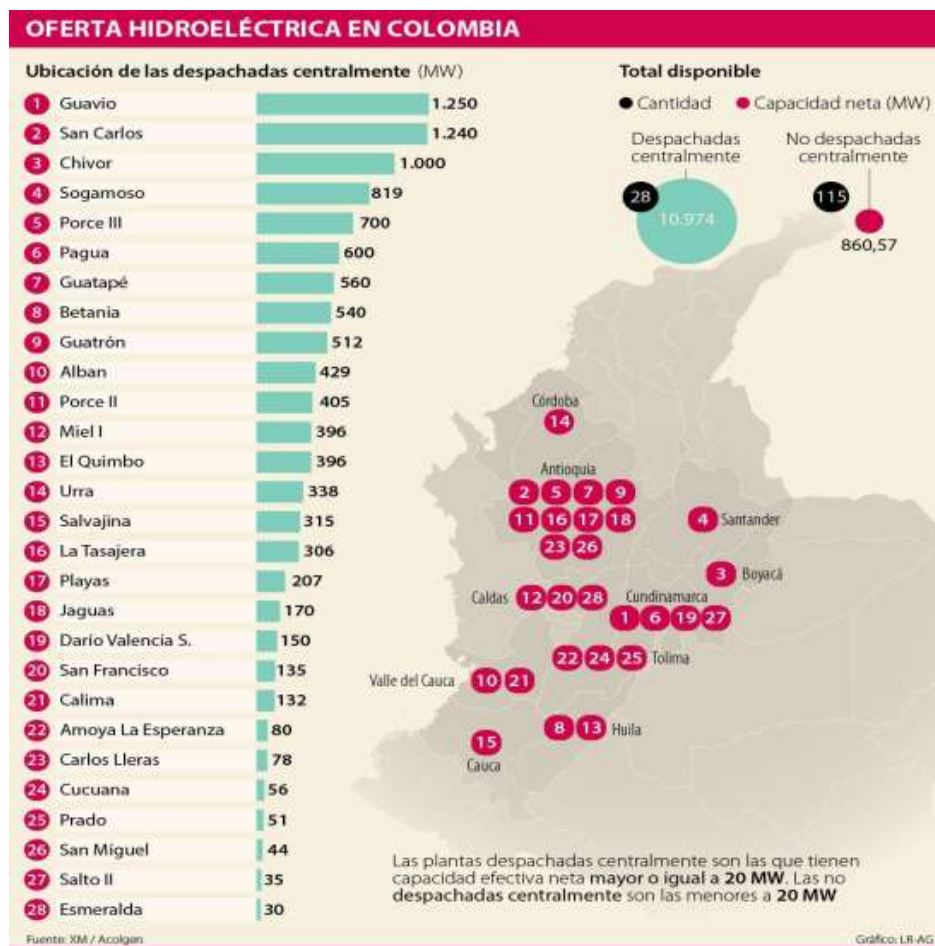 OFERTA HIDROELÉCTRICA EN COLOMBIA
Ubicación de las despachadas centralmente (MW)
1 Guavio 1.250
2 San Carlos 1.240
3 Chivor 1.000
4 Sogamoso 819
5 Porce III 700
6 Pagua 600
7 Guatapé 560
8 Betania 540
9 Guatrón 512
10 Alban 429
11 Porce II 405
12 Miel I 396
13 El Quimbo 396
14 Urra 338
15 Salvajina 315
16 La Tasajera 306
17 Playas 207
18 Jaguas 170
19 Darío Valencia S. 150
20 San Francisco 135
21 Calima 132
22 Amoya La Esperanza 80
23 Carlos Lleras 78
24 Cucuana 56
25 Prado 51
26 San Miguel 44
27 Salto II 35
28 Esmeralda 30
Total disponible
Cantidad Capacidad neta (MW)
Despachadas
centralmente
28
10.974
No despachadas
centralmente
115
860,57
Córdoba
14
Antioquia
2 5 7 9
11 16 17 18
23 26
4 Santander
3 Boyacá
Caldas 12 20 28
Cundinamarca
1 6 19 27
22 24 25 Tolima
Valle del Cauca 10 21
8 13 Huila
15
Cauca
Las plantas despachadas centralmente son las que tienen
capacidad efectiva neta mayor o igual a 20 MW. Las no
despachadas centralmente son las menores a 20 MW
Fuente: XM / Acolgen
Gráfico: LR-AG